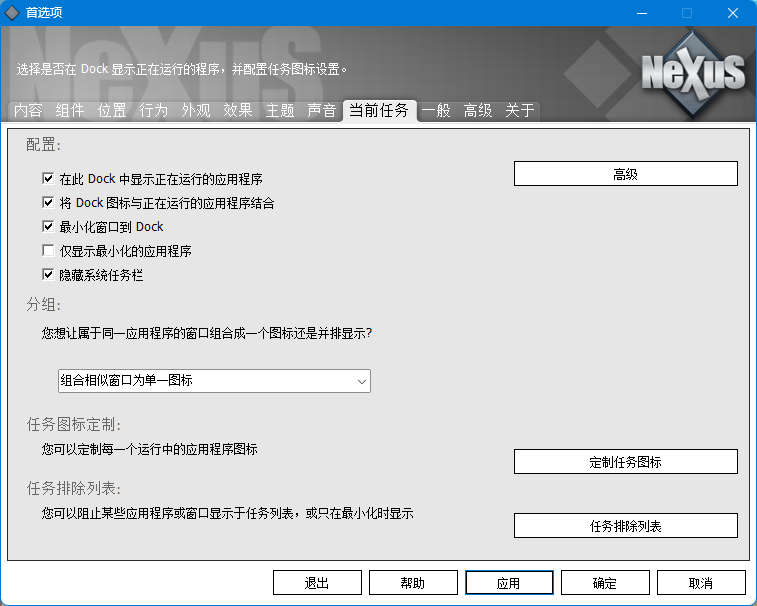 首选项
NeXuS
选择是否在 Dock 显示正在运行的程序，并配置任务图标设置。
NeXuS
内容 组件 位置 行为 外观 效果 主题 声音 当前任务 一般 高级 关于
配置:
高级
在此 Dock 中显示正在运行的应用程序
将 Dock 图标与正在运行的应用程序结合
最小化窗口到 Dock
仅显示最小化的应用程序
隐藏系统任务栏
分组:
您想让属于同一应用程序的窗口组合成一个图标还是并排显示?
组合相似窗口为单一图标
任务图标定制:
您可以定制每一个运行中的应用程序图标
定制任务图标
任务排除列表:
您可以阻止某些应用程序或窗口显示于任务列表，或只在最小化时显示
任务排除列表
退出 帮助 应用 确定 取消